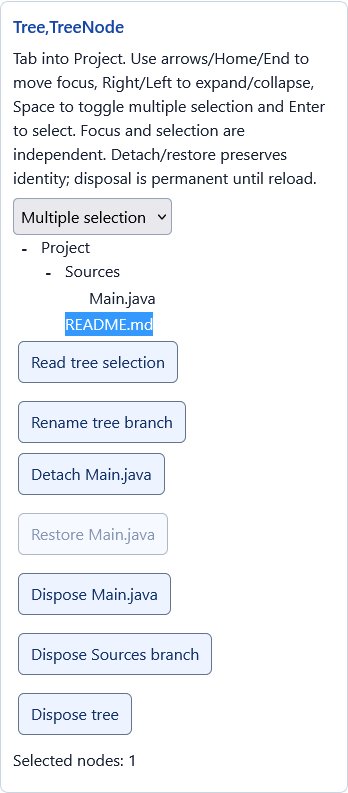 Tree,TreeNode
Tab into Project. Use arrows/Home/End to
move focus, Right/Left to expand/collapse,
Space to toggle multiple selection and Enter
to select. Focus and selection are
independent. Detach/restore preserves
identity; disposal is permanent until reload.
Multiple selection
- Project
- Sources
Main.java
README.md
Read tree selection
Rename tree branch
Detach Main.java
Restore Main.java
Dispose Main.java
Dispose Sources branch
Dispose tree
Selected nodes: 1